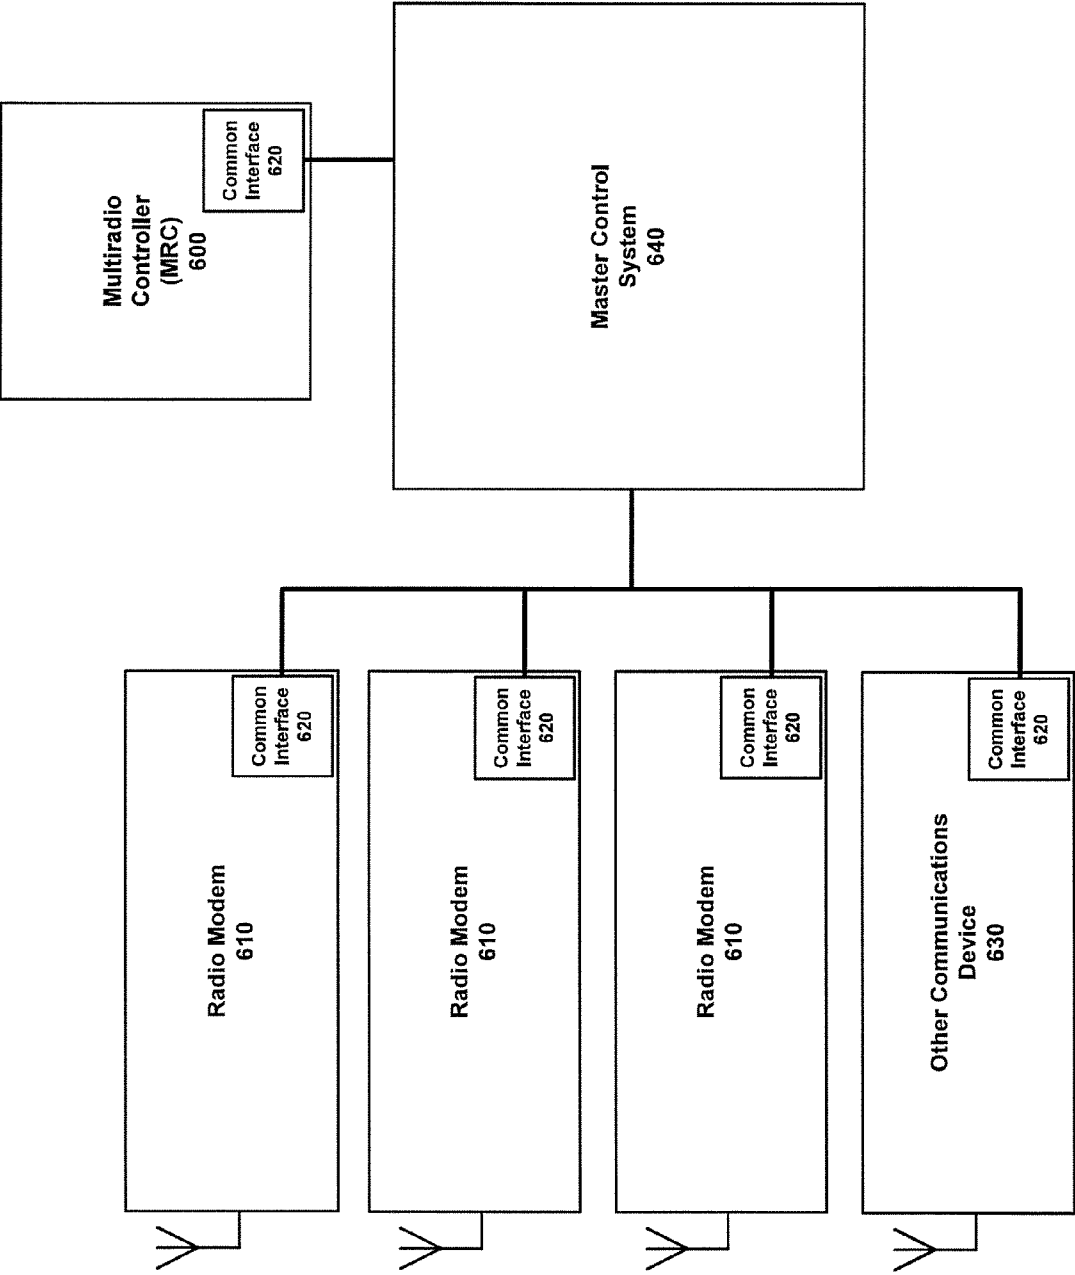 Multiradio
Controller
(MRC)
600
Common
Interface
620
Master Control
System
640
Radio Modem
610
Common
Interface
620
Radio Modem
610
Common
Interface
620
Radio Modem
610
Common
Interface
620
Other Communications
Device
630
Common
Interface
620